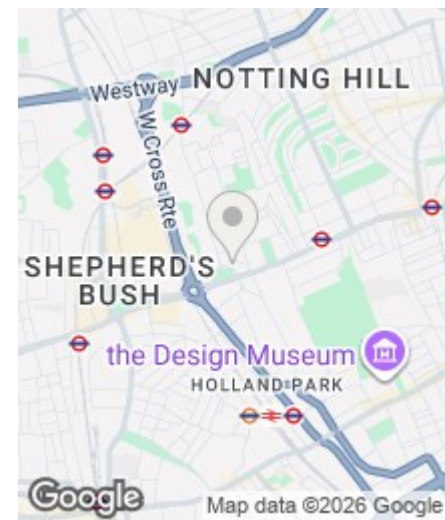 NOTTING HILL
Westway
W Cross Rte
SHEPHERD'S
BUSH
the Design Museum
HOLLAND PARK
Google
Map data ©2026 Google